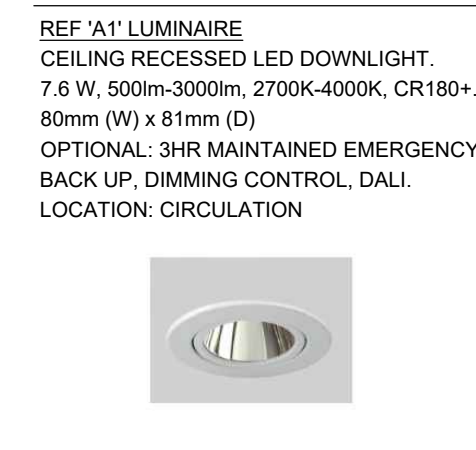 REF 'A1' LUMINAIRE
CEILING RECESSED LED DOWNLIGHT.
7.6 W, 500lm-3000lm, 2700K-4000K, CR180+.
80mm (W) x 81mm (D)
OPTIONAL: 3HR MAINTAINED EMERGENCY
BACK UP, DIMMING CONTROL, DALI.
LOCATION: CIRCULATION